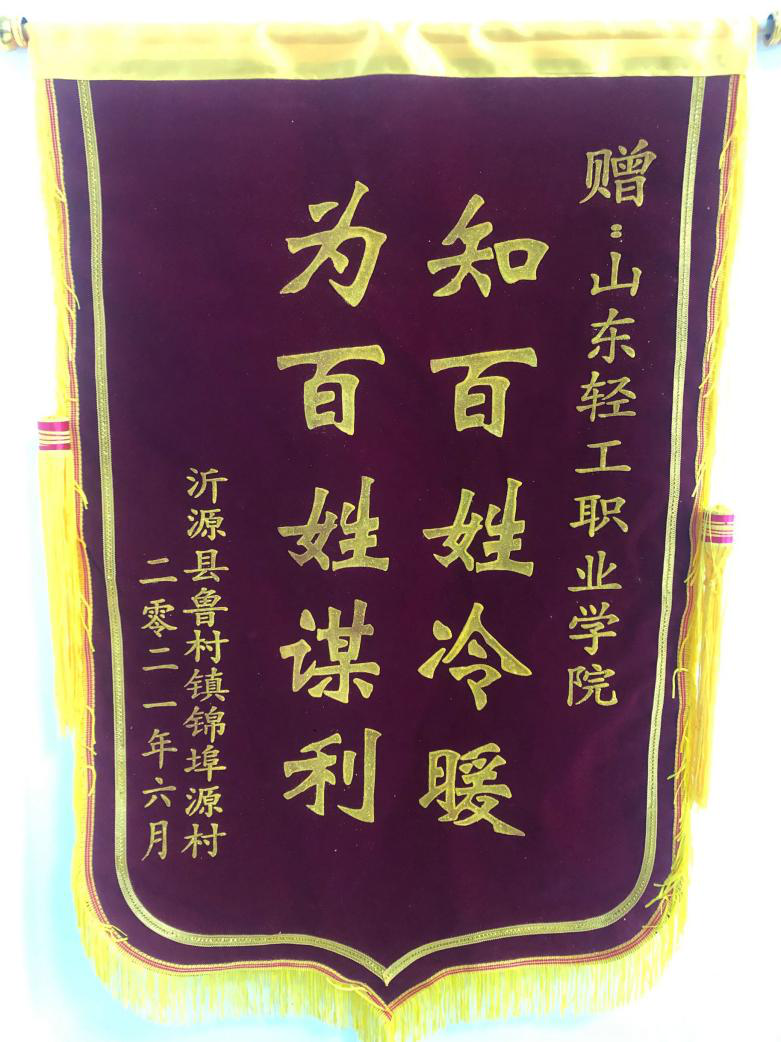 赠:山东轻工职业学院
知百姓冷暖
为百姓谋利
沂源县鲁村镇锦埠源村
二零二一年六月